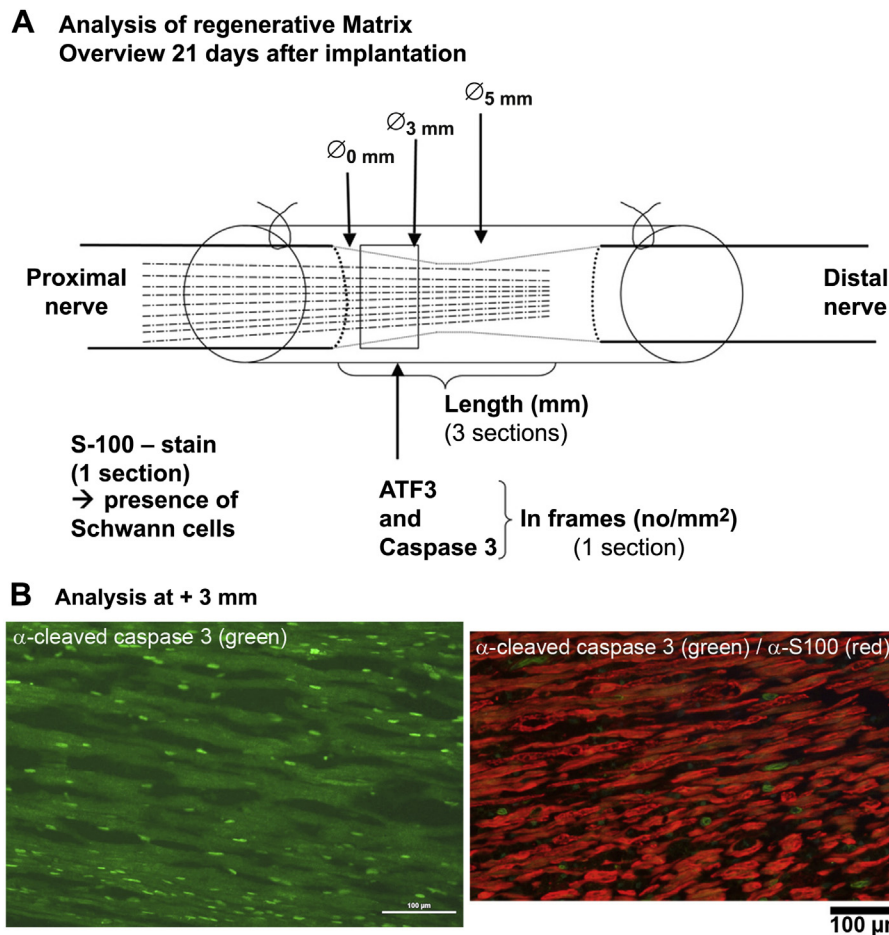 A Analysis of regenerative Matrix
Overview 21 days after implantation
∅5 mm
∅3 mm
∅0 mm
Proximal
nerve
Distal
nerve
Length (mm)
(3 sections)
S-100 – stain
(1 section)
→ presence of
Schwann cells
ATF3
and
Caspase 3
In frames (no/mm2)
(1 section)
B Analysis at + 3 mm
α-cleaved caspase 3 (green)
100 µm
α-cleaved caspase 3 (green) / α-S100 (red)
100 µm